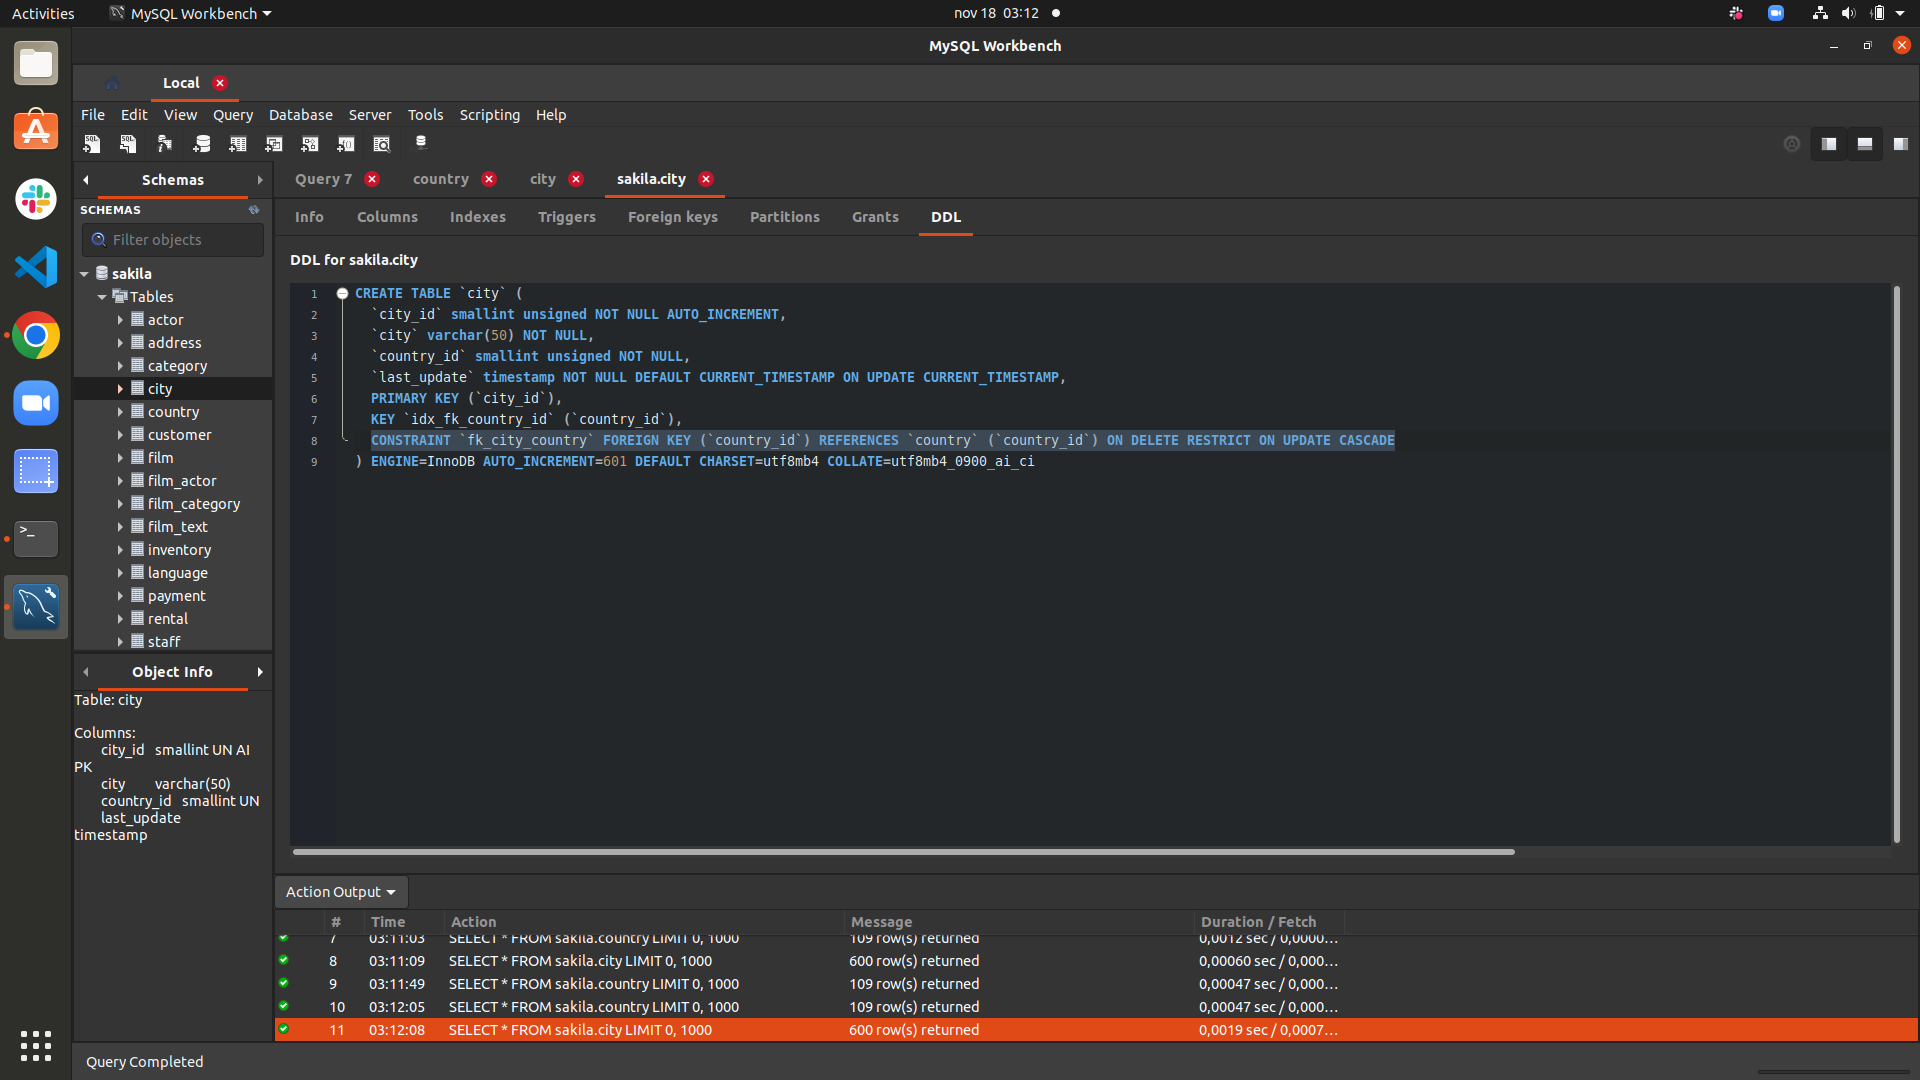 Activities MySQL Workbench nov 18 03:12
MySQL Workbench
Local
File Edit View Query Database Server Tools Scripting Help
Schemas
SCHEMAS
Filter objects
sakila
Tables
actor
address
category
city
country
customer
film
film_actor
film_category
film_text
inventory
language
payment
rental
staff
Object Info
Table: city
Columns:
city_id smallint UN AI
PK
city varchar(50)
country_id smallint UN
last_update
timestamp
Query 7 country city sakila.city
Info Columns Indexes Triggers Foreign keys Partitions Grants DDL
DDL for sakila.city
1 CREATE TABLE `city` (
2 `city_id` smallint unsigned NOT NULL AUTO_INCREMENT,
3 `city` varchar(50) NOT NULL,
4 `country_id` smallint unsigned NOT NULL,
5 `last_update` timestamp NOT NULL DEFAULT CURRENT_TIMESTAMP ON UPDATE CURRENT_TIMESTAMP,
6 PRIMARY KEY (`city_id`),
7 KEY `idx_fk_country_id` (`country_id`),
8 CONSTRAINT `fk_city_country` FOREIGN KEY (`country_id`) REFERENCES `country` (`country_id`) ON DELETE RESTRICT ON UPDATE CASCADE
9 ) ENGINE=InnoDB AUTO_INCREMENT=601 DEFAULT CHARSET=utf8mb4 COLLATE=utf8mb4_0900_ai_ci
Action Output
# Time Action Message Duration / Fetch
7 03:11:03 SELECT * FROM sakila.country LIMIT 0, 1000 109 row(s) returned 0,0012 sec / 0,0000...
8 03:11:09 SELECT * FROM sakila.city LIMIT 0, 1000 600 row(s) returned 0,00060 sec / 0,000...
9 03:11:49 SELECT * FROM sakila.country LIMIT 0, 1000 109 row(s) returned 0,00047 sec / 0,000...
10 03:12:05 SELECT * FROM sakila.country LIMIT 0, 1000 109 row(s) returned 0,00047 sec / 0,000...
11 03:12:08 SELECT * FROM sakila.city LIMIT 0, 1000 600 row(s) returned 0,0019 sec / 0,0007...
Query Completed